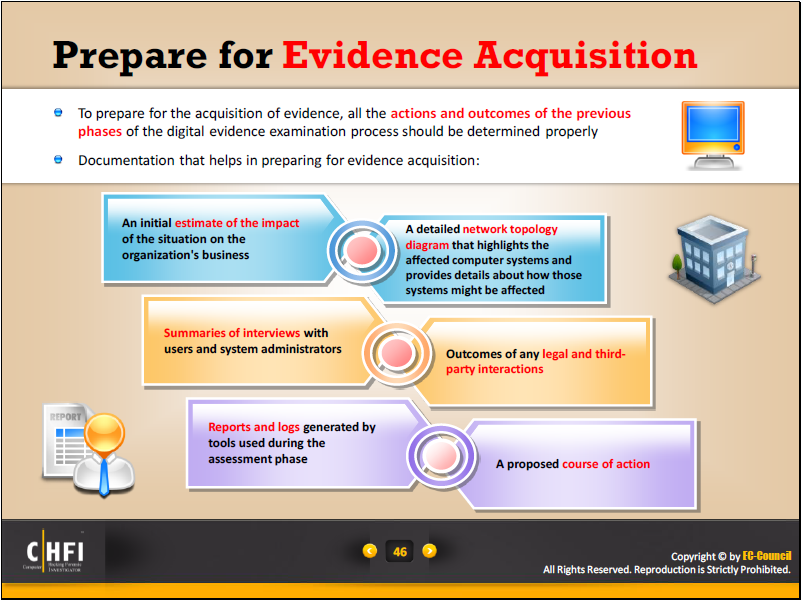 Prepare for Evidence Acquisition
To prepare for the acquisition of evidence, all the actions and outcomes of the previous
phases of the digital evidence examination process should be determined properly
Documentation that helps in preparing for evidence acquisition:
An initial estimate of the impact
of the situation on the
organization's business
A detailed network topology
diagram that highlights the
affected computer systems and
provides details about how those
systems might be affected
Summaries of interviews with
users and system administrators
Outcomes of any legal and third-
party interactions
Reports and logs generated by
tools used during the
assessment phase
A proposed course of action
REPORT
CHFI
Computer Hacking Forensic
INVESTIGATOR
46
Copyright © by EC-Council
All Rights Reserved. Reproduction is Strictly Prohibited.